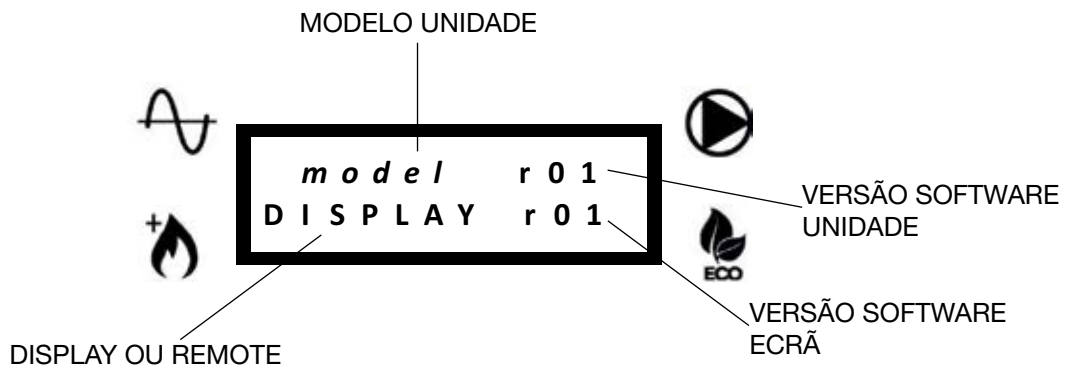 MODELO UNIDADE
model r01
DISPLAY r01
VERSÃO SOFTWARE
UNIDADE
+
ECO
VERSÃO SOFTWARE
ECRÃ
DISPLAY OU REMOTE